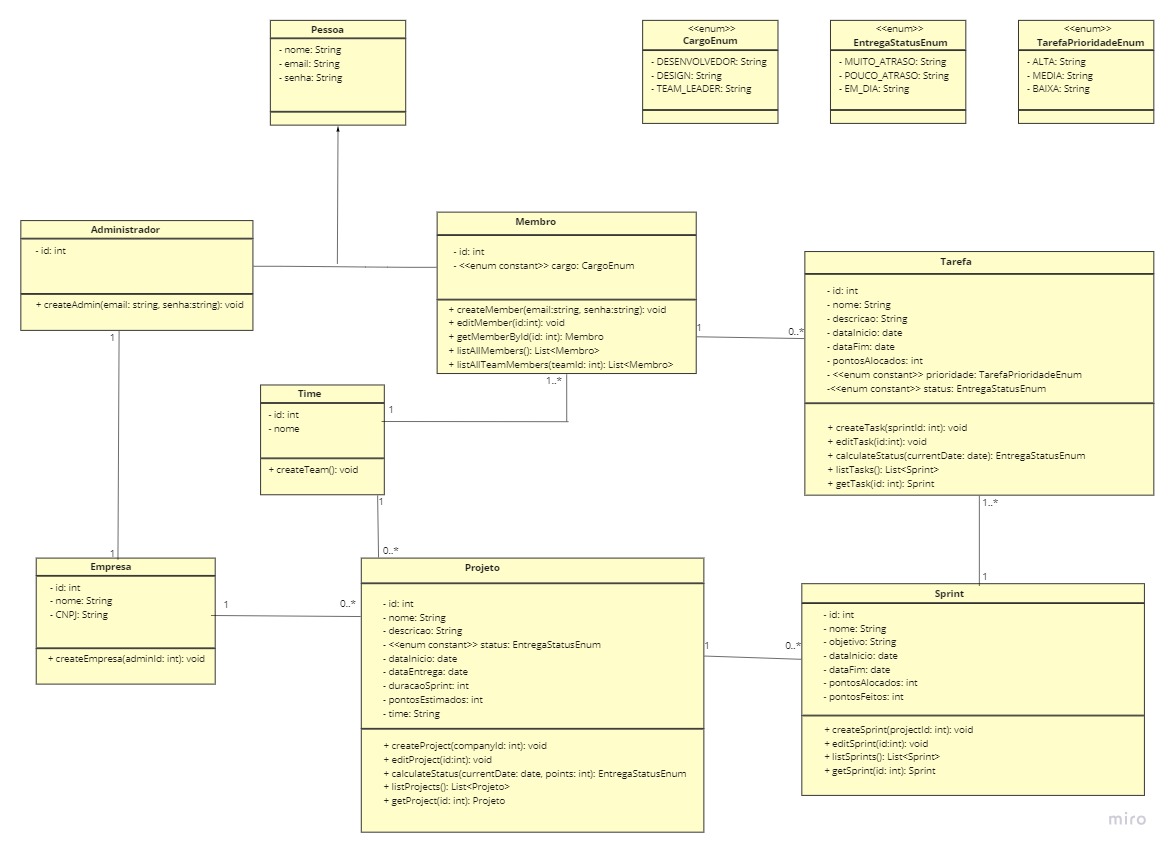 Pessoa
- nome: String
- email: String
- senha: String
<<enum>>
CargoEnum
- DESENVOLVEDOR: String
- DESIGN: String
- TEAM_LEADER: String
<<enum>>
EntregaStatusEnum
- MUITO_ATRASO: String
- POUCO_ATRASO: String
- EM_DIA: String
<<enum>>
TarefaPrioridadeEnum
- ALTA: String
- MEDIA: String
- BAIXA: String
Administrador
- id: int
+ createAdmin(email: string, senha:string): void
1
Membro
- id: int
- <<enum constant>> cargo: CargoEnum
+ createMember(email:string, senha:string): void
+ editMember(id:int): void
+ getMemberById(id: int): Membro
+ listAllMembers(): List<Membro>
+ listAllTeamMembers(teamId: int): List<Membro>
1
0..*
1..*
Tarefa
- id: int
- nome: String
- descricao: String
- dataInicio: date
- dataFim: date
- pontosAlocados: int
- <<enum constant>> prioridade: TarefaPrioridadeEnum
-<<enum constant>> status: EntregaStatusEnum
+ createTask(sprintId: int): void
+ editTask(id:int): void
+ calculateStatus(currentDate: date): EntregaStatusEnum
+ listTasks(): List<Sprint>
+ getTask(id: int): Sprint
1..*
1
Time
- id: int
- nome
+ createTeam(): void
1
1
0..*
1
Empresa
- id: int
- nome: String
- CNPJ: String
+ createEmpresa(adminId: int): void
1
0..*
Projeto
- id: int
- nome: String
- descricao: String
- <<enum constant>> status: EntregaStatusEnum
- dataInicio: date
- dataEntrega: date
- duracaoSprint: int
- pontosEstimados: int
- time: String
+ createProject(companyId: int): void
+ editProject(id:int): void
+ calculateStatus(currentDate: date, points: int): EntregaStatusEnum
+ listProjects(): List<Projeto>
+ getProject(id: int): Projeto
1
0..*
Sprint
- id: int
- nome: String
- objetivo: String
- dataInicio: date
- dataFim: date
- pontosAlocados: int
- pontosFeitos: int
+ createSprint(projectId: int): void
+ editSprint(id:int): void
+ listSprints(): List<Sprint>
+ getSprint(id: int): Sprint
miro